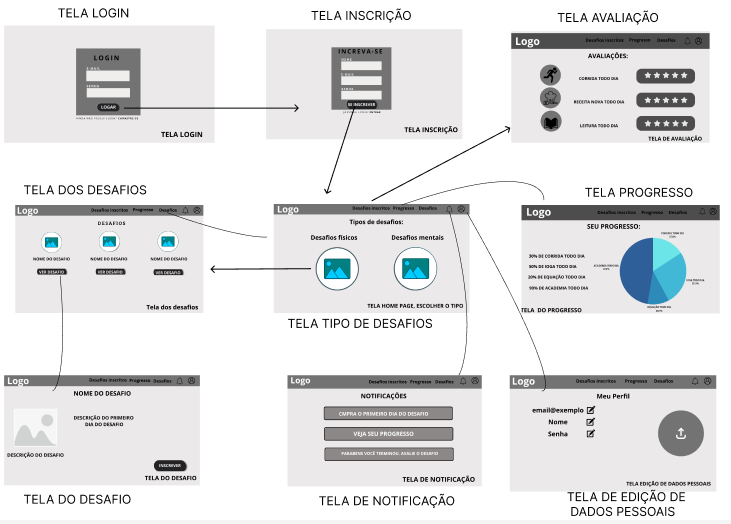 TELA LOGIN
LOGIN
E-MAIL
SENHA
LOGAR
AINDA NÃO POSSUI LOGIN? CADASTRE-SE
TELA LOGIN
TELA INSCRIÇÃO
INCREVA-SE
NOME
E-MAIL
SENHA
SE INSCREVER
TELA INSCRIÇÃO
TELA AVALIAÇÃO
Logo
Desafios inscritos Progresso Desafios
AVALIAÇÕES:
CORRIDA TODO DIA
RECEITA NOVA TODO DIA
LEITURA TODO DIA
TELA DE AVALIAÇÃO
TELA DOS DESAFIOS
Logo
Desafios inscritos Progresso Desafios
DESAFIOS
NOME DO DESAFIO NOME DO DESAFIO NOME DO DESAFIO
VER DESAFIO VER DESAFIO VER DESAFIO
Tela dos desafios
Logo
Desafios inscritos Progresso Desafios
Tipos de desafios:
Desafios físicos Desafios mentais
TELA HOME PAGE, ESCOLHER O TIPO
TELA TIPO DE DESAFIOS
TELA PROGRESSO
Logo
Desafios inscritos Progresso Desafios
SEU PROGRESSO:
30% DE CORRIDA TODO DIA
50% DE IOGA TODO DIA
20% DE EQUAÇÃO TODO DIA
90% DE ACADEMIA TODO DIA
TELA DO PROGRESSO
Logo
Desafios inscritos Progresso Desafios
NOME DO DESAFIO
DESCRIÇÃO DO PRIMEIRO
DIA DO DESAFIO
DESCRIÇÃO DO DESAFIO
INSCREVER
TELA DO DESAFIO
TELA DO DESAFIO
Logo
Desafios inscritos Progresso Desafios
NOTIFICAÇÕES
CMPRA O PRIMEIRO DIA DO DESAFIO
VEJA SEU PROGRESSO
PARABENS VOCÊ TERMINOU: AVALIR O DESAFIO
TELA DE NOTIFICAÇÃO
TELA DE NOTIFICAÇÃO
Logo
Desafios inscritos Progresso Desafios
Meu Perfil
email@exemplo
Nome
Senha
TELA EDIÇÃO DE DADOS PESSOAIS
TELA DE EDIÇÃO DE
DADOS PESSOAIS